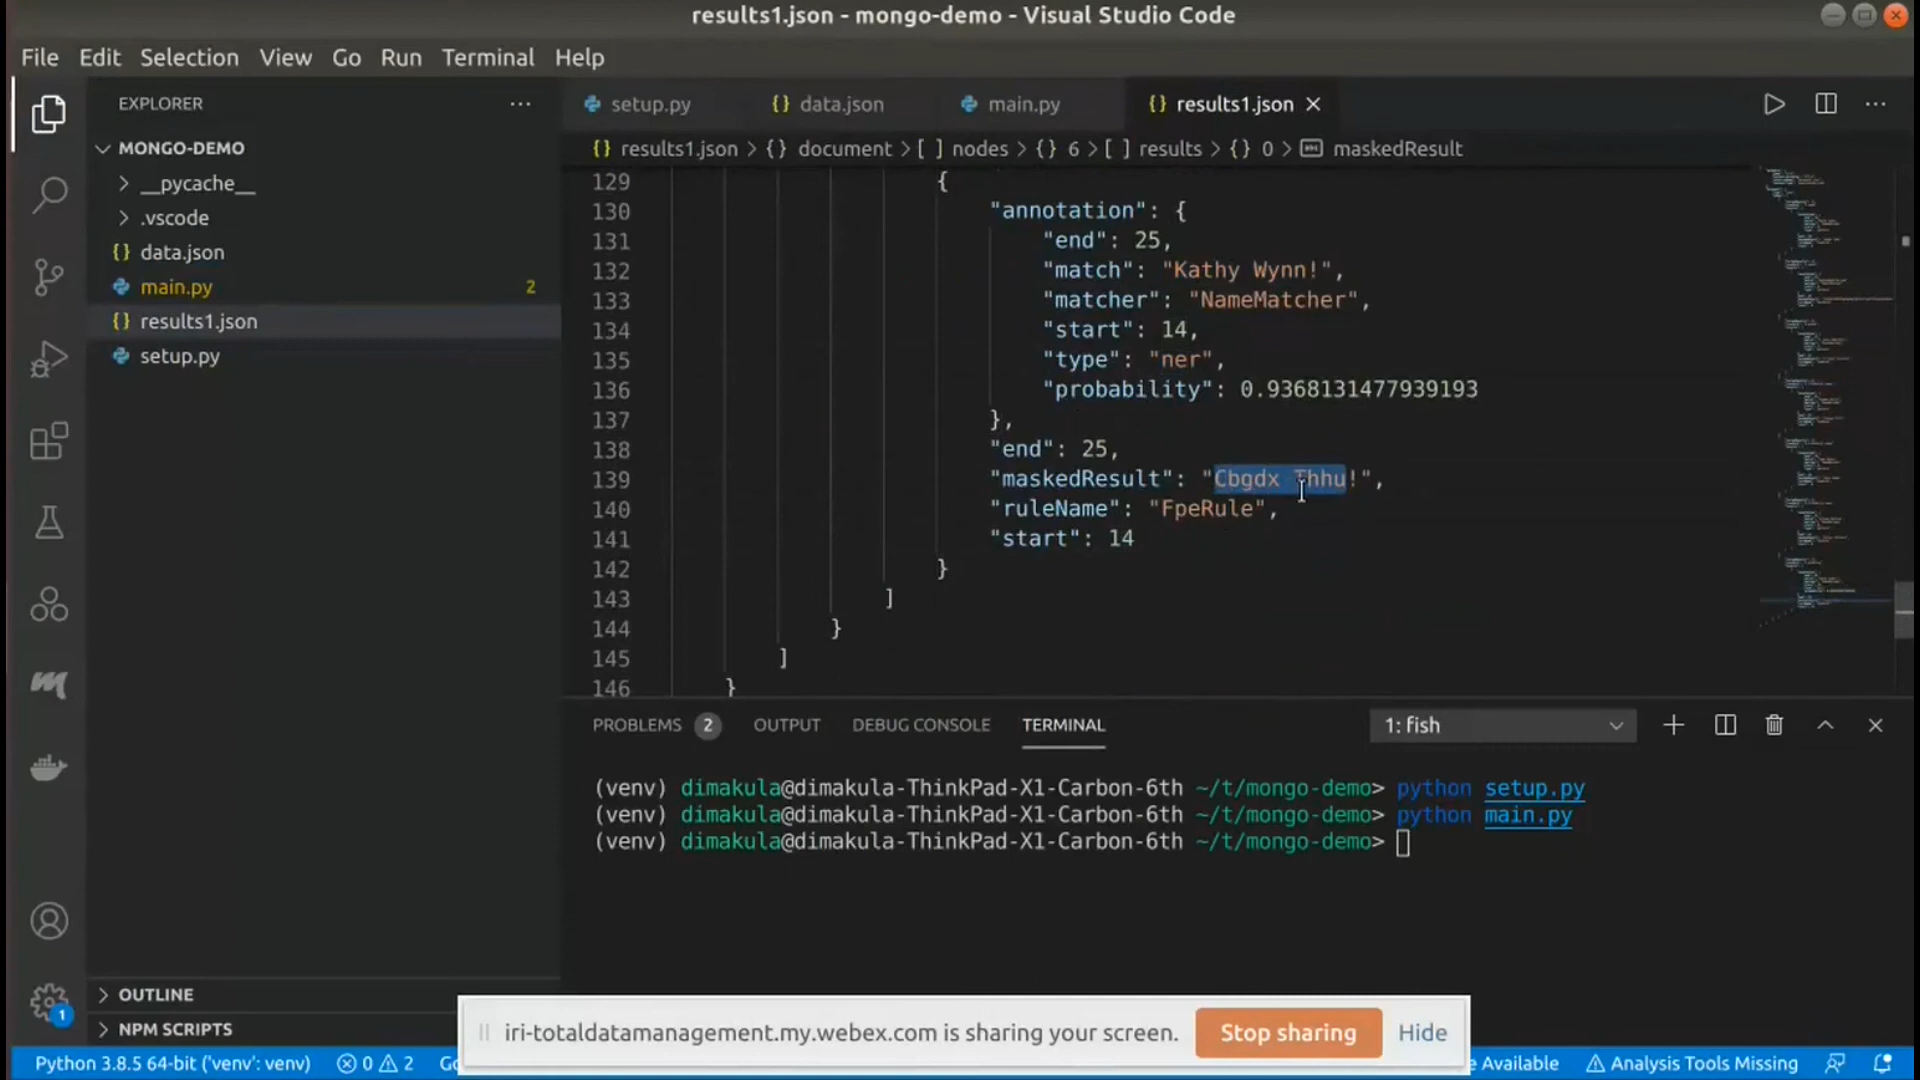 results1.json - mongo-demo - Visual Studio Code
File Edit Selection View Go Run Terminal Help
EXPLORER
MONGO-DEMO
__pycache__
.vscode
data.json
main.py 2
results1.json
setup.py
OUTLINE
NPM SCRIPTS
setup.py data.json main.py results1.json
results1.json > {} document > [ ] nodes > {} 6 > [ ] results > {} 0 > maskedResult
129 {
130 "annotation": {
131 "end": 25,
132 "match": "Kathy Wynn!",
133 "matcher": "NameMatcher",
134 "start": 14,
135 "type": "ner",
136 "probability": 0.9368131477939193
137 },
138 "end": 25,
139 "maskedResult": "Cbgdx Thhu!",
140 "ruleName": "FpeRule",
141 "start": 14
142 }
143 ]
144 }
145 ]
146 }
PROBLEMS 2 OUTPUT DEBUG CONSOLE TERMINAL 1: fish
(venv) dimakula@dimakula-ThinkPad-X1-Carbon-6th ~/t/mongo-demo> python setup.py
(venv) dimakula@dimakula-ThinkPad-X1-Carbon-6th ~/t/mongo-demo> python main.py
(venv) dimakula@dimakula-ThinkPad-X1-Carbon-6th ~/t/mongo-demo>
iri-totaldatamanagement.my.webex.com is sharing your screen. Stop sharing Hide
1
Python 3.8.5 64-bit ('venv': venv) 0 2 Available Analysis Tools Missing